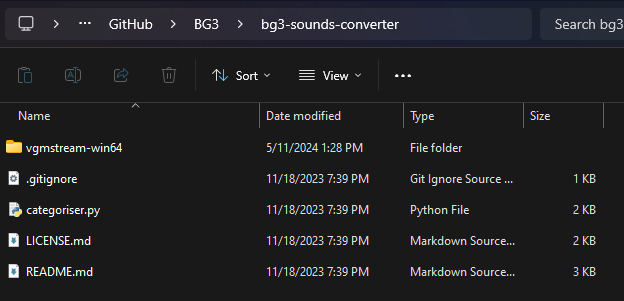 ... GitHub > BG3 > bg3-sounds-converter > Search bg3
Sort View ...
Name Date modified Type Size
vgmstream-win64 5/11/2024 1:28 PM File folder
.gitignore 11/18/2023 7:39 PM Git Ignore Source ... 1 KB
categoriser.py 11/18/2023 7:39 PM Python File 2 KB
LICENSE.md 11/18/2023 7:39 PM Markdown Source... 2 KB
README.md 11/18/2023 7:39 PM Markdown Source... 3 KB